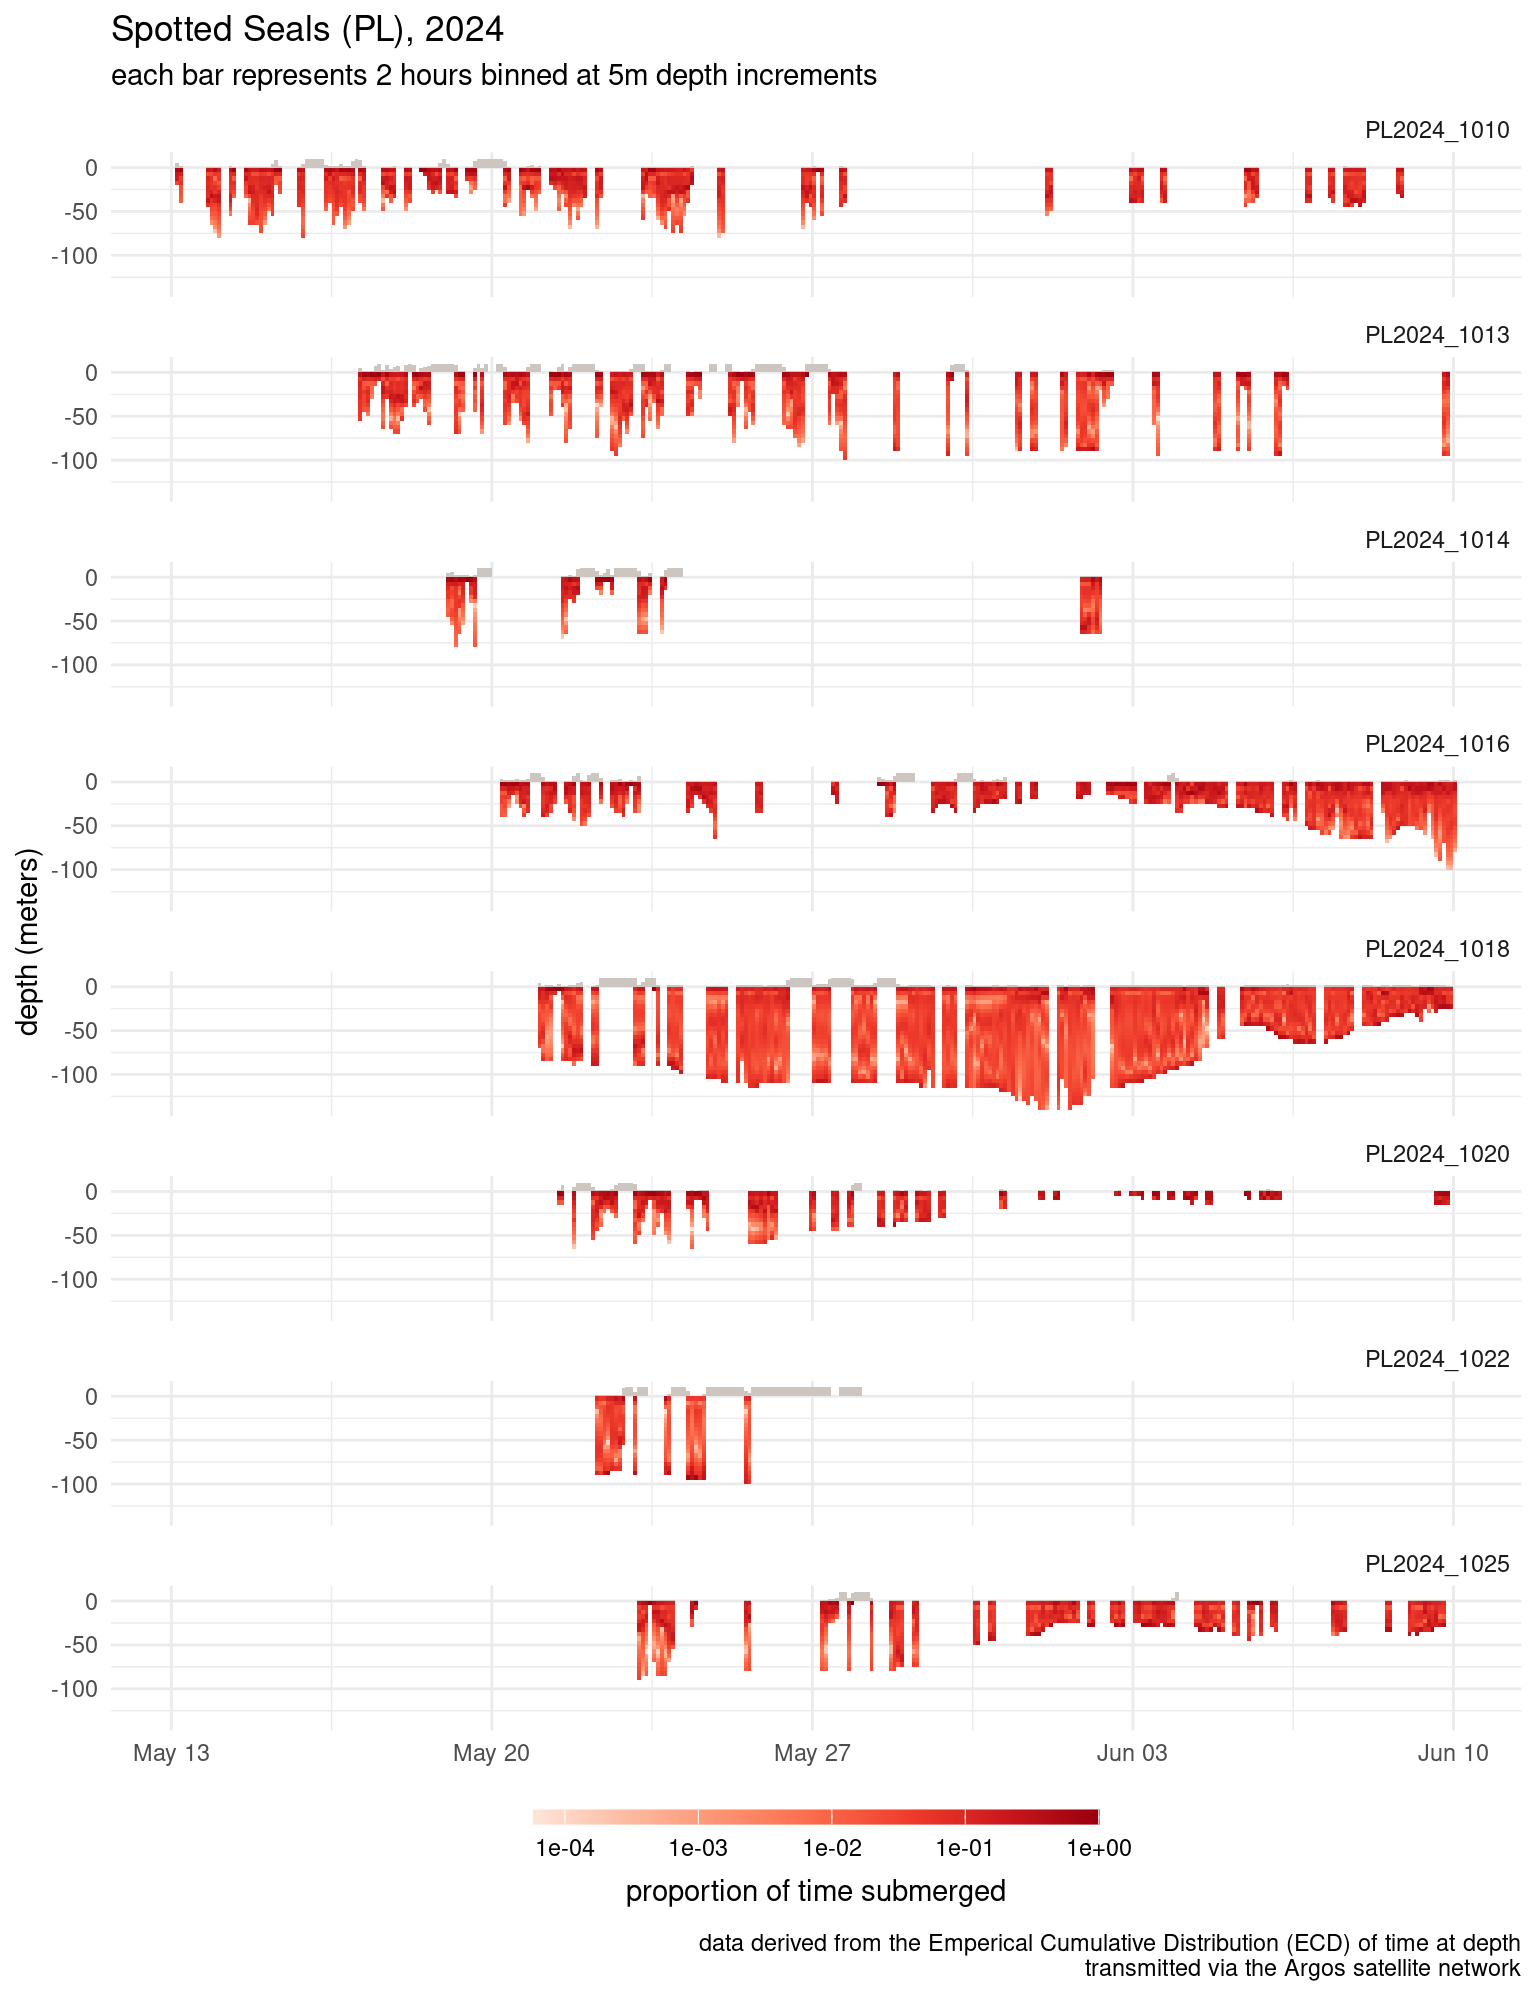 Spotted Seals (PL), 2024
each bar represents 2 hours binned at 5m depth increments
PL2024_1010
0
-50
-100
PL2024_1013
0
-50
-100
PL2024_1014
0
-50
-100
PL2024_1016
0
-50
-100
depth (meters)
PL2024_1018
0
-50
-100
PL2024_1020
0
-50
-100
PL2024_1022
0
-50
-100
PL2024_1025
0
-50
-100
May 13 May 20 May 27 Jun 03 Jun 10
1e-04 1e-03 1e-02 1e-01 1e+00
proportion of time submerged
data derived from the Emperical Cumulative Distribution (ECD) of time at depth
transmitted via the Argos satellite network